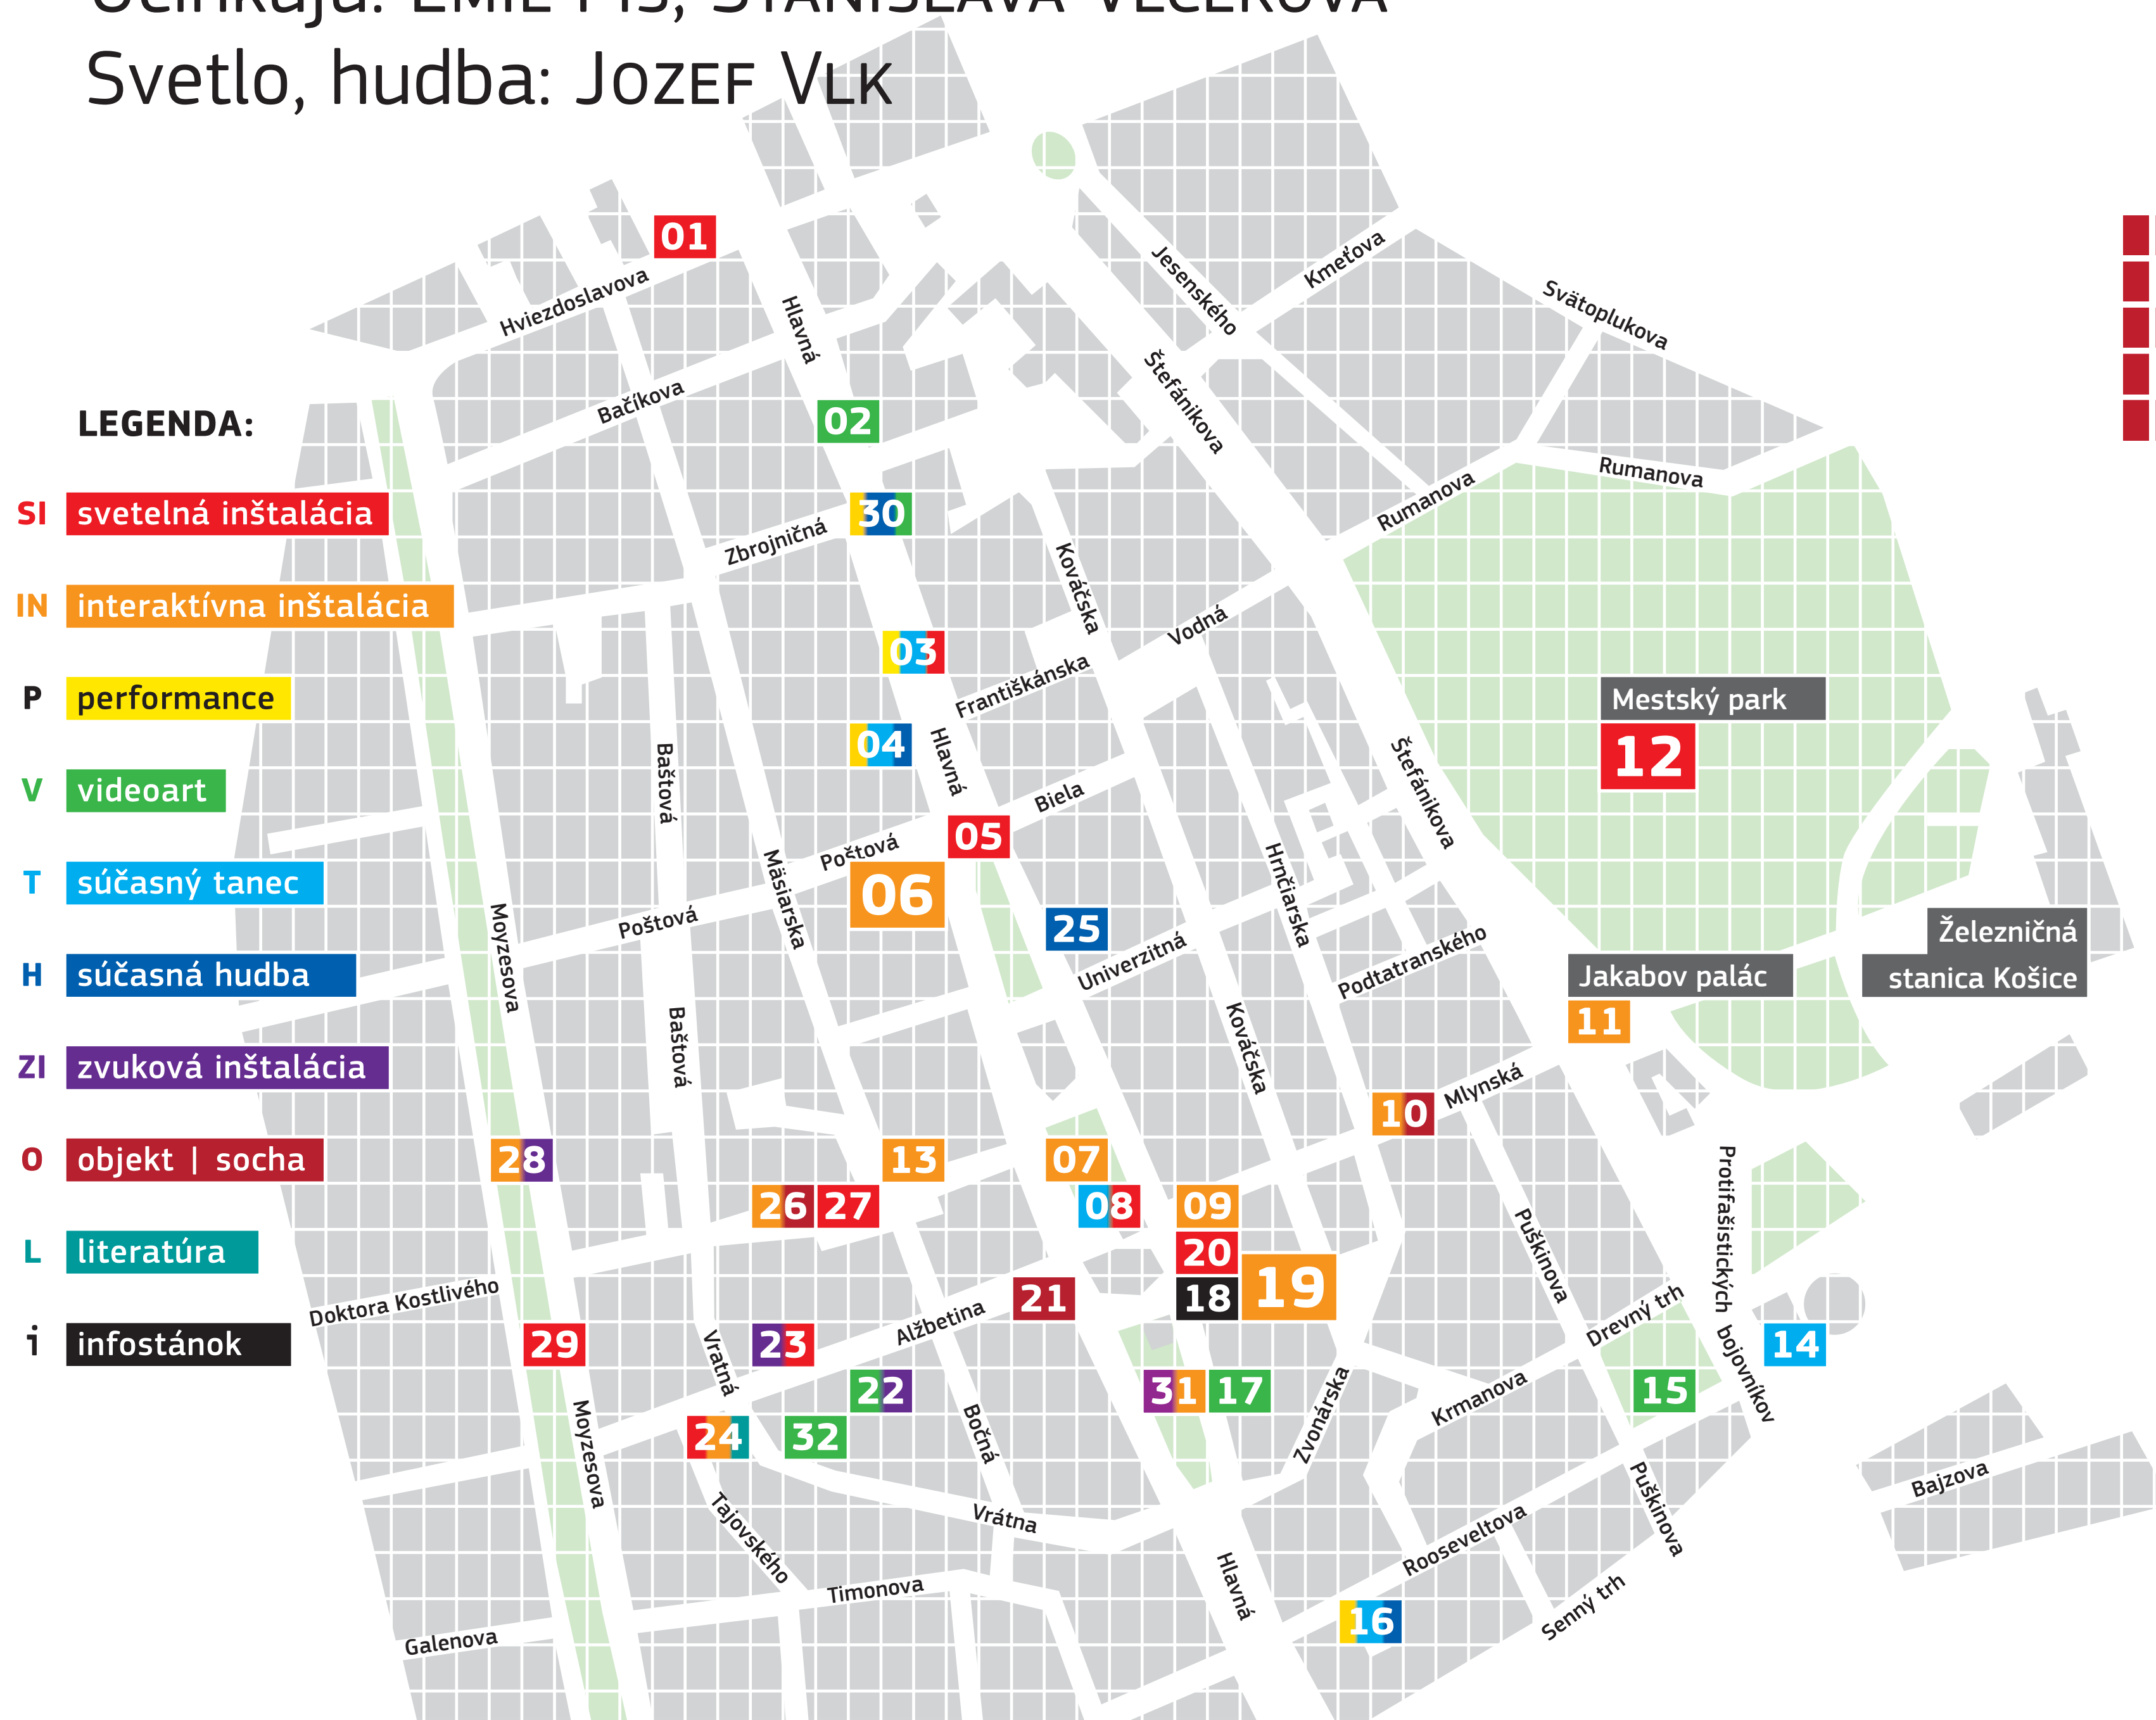 Účinkujú: EMIL PÍŠ, STANISLAVA VLČEKOVÁ
Svetlo, hudba: JOZEF VLK
01
Hviezdoslavova
Hlavná
Jesenského
Kmeťova
Svätoplukova
Štefánikova
Bačíkova
02
LEGENDA:
Rumanova
Rumanova
SI svetelná inštalácia
30
Zbrojničná
Kováčska
IN interaktívna inštalácia
Vodná
03
Františkánska
P performance
Mestský park
12
04
Hlavná
Baštová
Štefánikova
V videoart
Biela
05
Poštová
Mäsiarska
Hrnčiarska
T súčasný tanec
06
Poštová
25
Moyzesova
Univerzitná
Podtatranského
Železničná
stanica Košice
H súčasná hudba
Jakabov palác
11
Baštová
Kováčska
ZI zvuková inštalácia
Mlynská
10
O objekt | socha
28
13
07
26
27
08
09
Protifašistických bojovníkov
Puškinova
L literatúra
20
19
18
21
Doktora Kostlivého
Alžbetina
Drevný trh
i infostánok
29
Vratná
23
14
22
31
17
15
Krmanova
Zvonárska
Moyzesova
24
32
Bočná
Puškinova
Bajzova
Tajovského
Vrátna
Rooseveltova
Hlavná
Timonova
Senný trh
16
Galenova